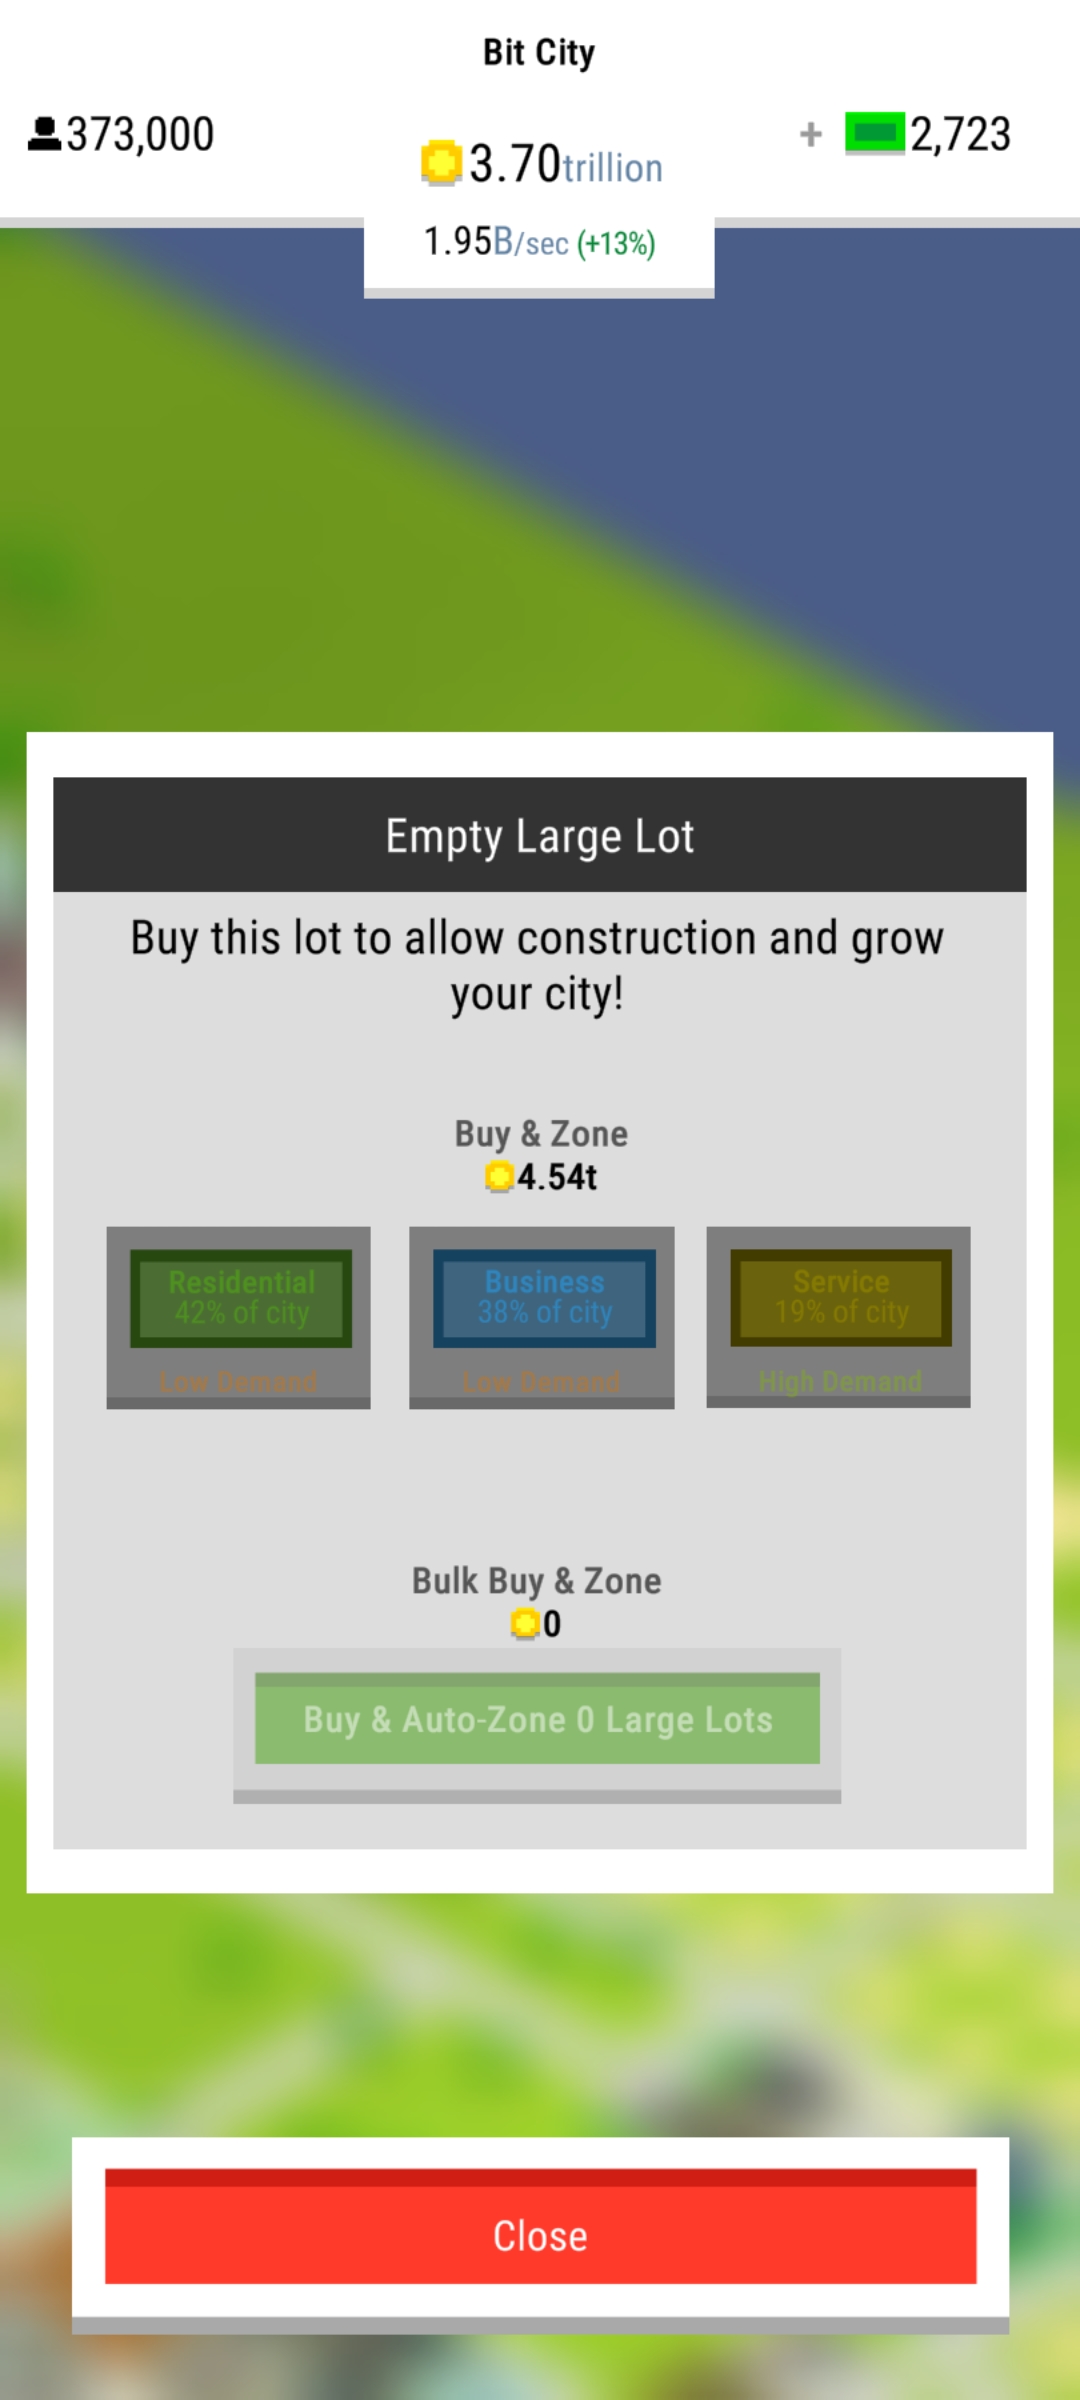 Bit City
373,000
3.70trillion
+ 2,723
1.95B/sec (+13%)
Empty Large Lot
Buy this lot to allow construction and grow
your city!
Buy & Zone
4.54t
Residential
42% of city
Low Demand
Business
38% of city
Low Demand
Service
19% of city
High Demand
Bulk Buy & Zone
0
Buy & Auto-Zone 0 Large Lots
Close